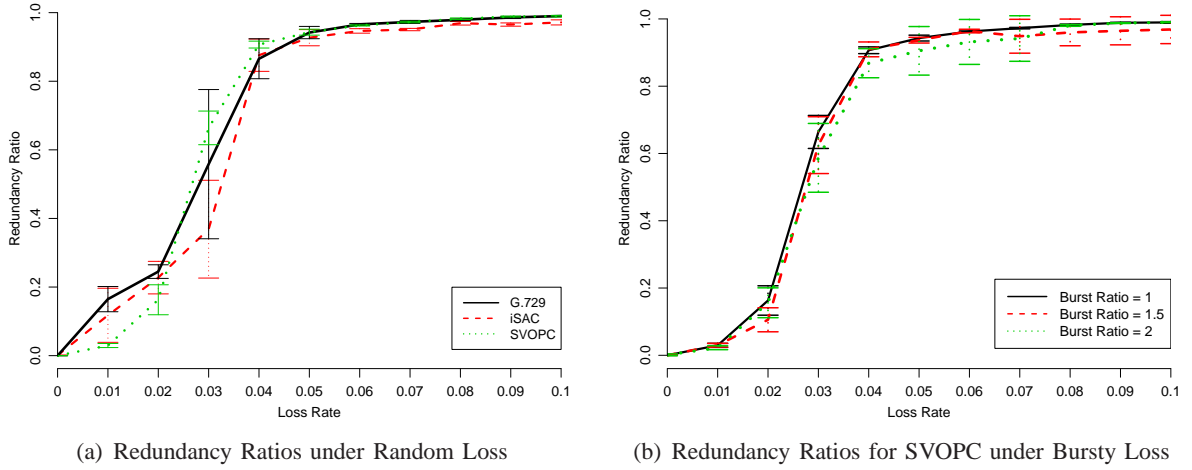 Redundancy Ratio
1.0
0.8
0.6
0.4
0.2
0.0
G.729
iSAC
SVOPC
0 0.01 0.02 0.03 0.04 0.05 0.06 0.07 0.08 0.09 0.1
Loss Rate
(a) Redundancy Ratios under Random Loss
Redundancy Ratio
1.0
0.8
0.6
0.4
0.2
0.0
Burst Ratio = 1
Burst Ratio = 1.5
Burst Ratio = 2
0 0.01 0.02 0.03 0.04 0.05 0.06 0.07 0.08 0.09 0.1
Loss Rate
(b) Redundancy Ratios for SVOPC under Bursty Loss